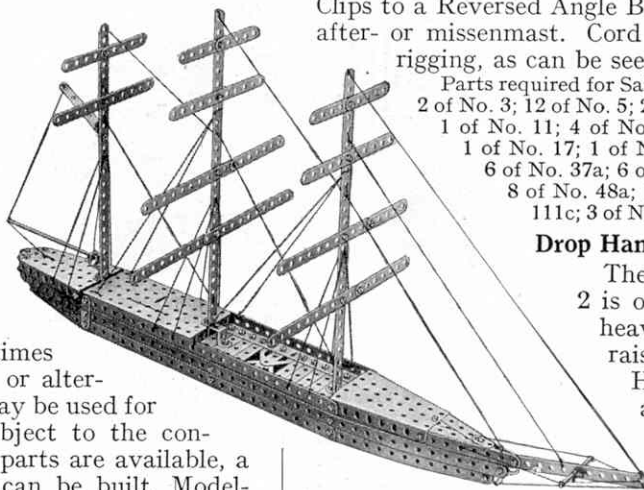 Clips to a Reversed Angle B
after- or missenmast. Cord
rigging, as can be see
Parts required for Sa
2 of No. 3; 12 of No. 5; 2
1 of No. 11; 4 of No
1 of No. 17; 1 of N
6 of No. 37a; 6 o
8 of No. 48a;
111c; 3 of N
Drop Han
The
2 is o
heav
rais
H
a
imes
or alter-
ay be used for
bject to the con-
parts are available, a
can be built. Model-